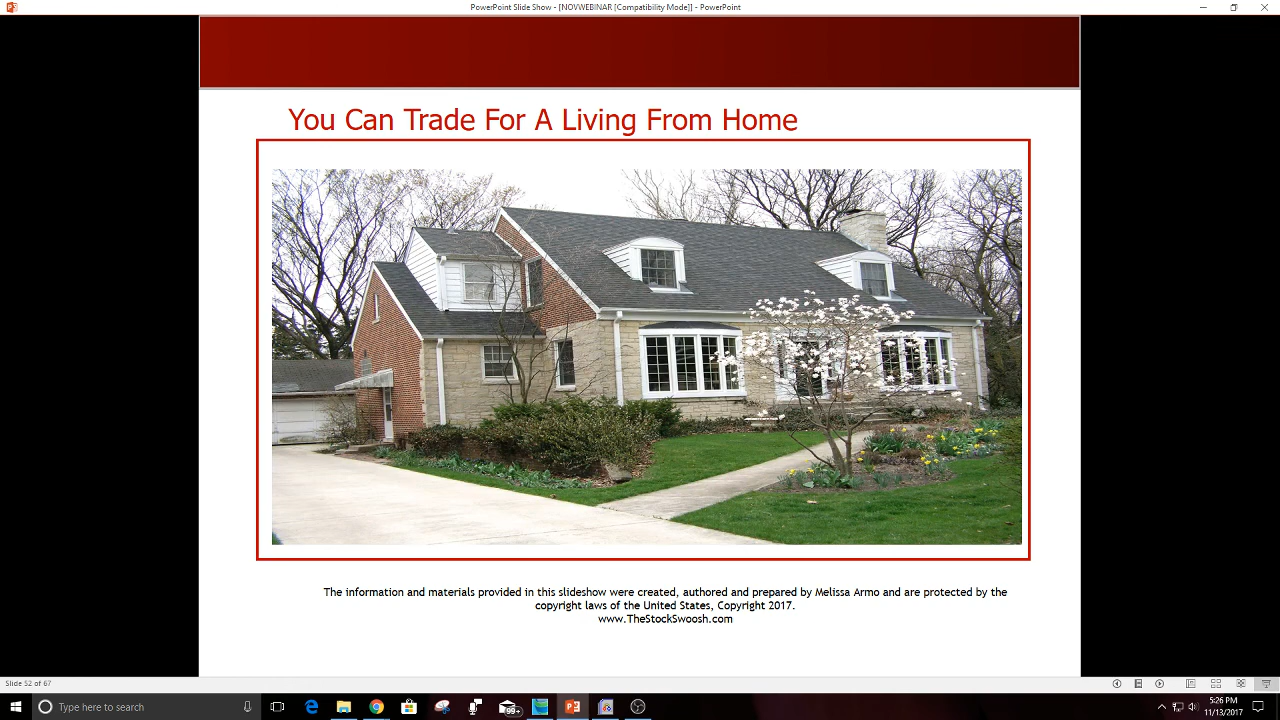 PowerPoint Slide Show - [NOVWEBINAR [Compatibility Mode]] - PowerPoint
You Can Trade For A Living From Home
The information and materials provided in this slideshow were created, authored and prepared by Melissa Armo and are protected by the
copyright laws of the United States, Copyright 2017.
www.TheStockSwoosh.com
Slide 52 of 67
Type here to search
99+
5:26 PM
11/13/2017